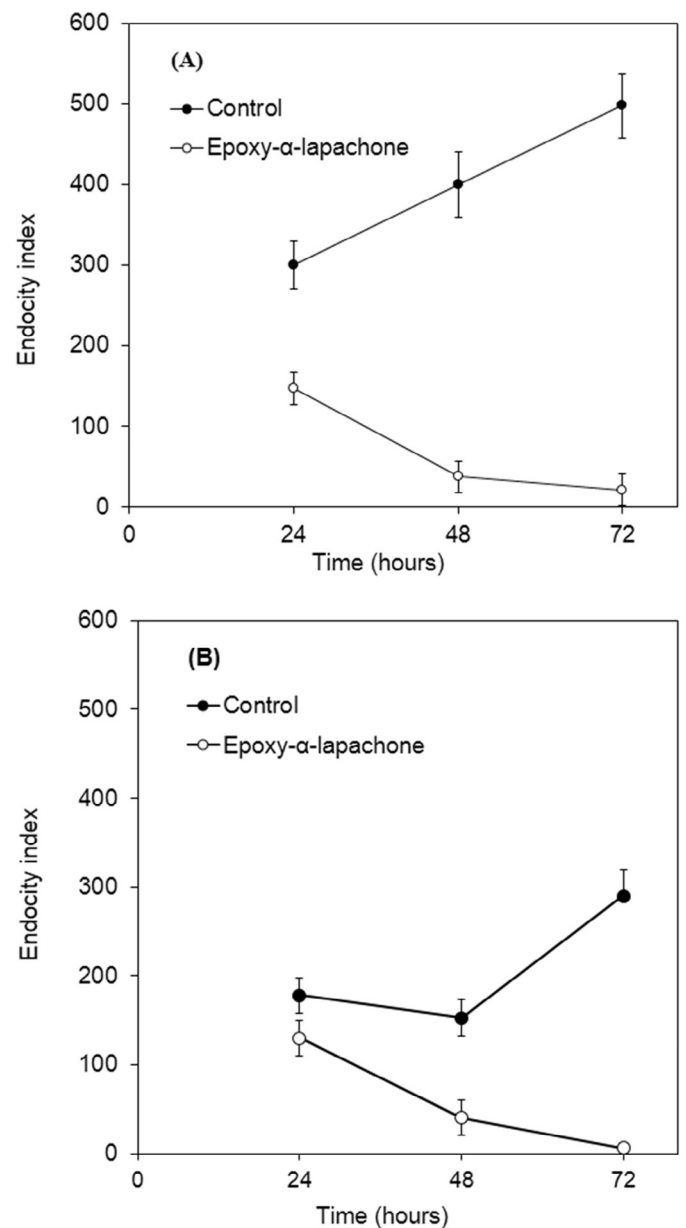 600
(A)
500
Control
Epoxy-α-lapachone
400
300
200
100
0
Endocity index
0 24 48 72
Time (hours)
600
(B)
Control
500
Epoxy-α-lapachone
400
300
200
100
0
Endocity index
0 24 48 72
Time (hours)